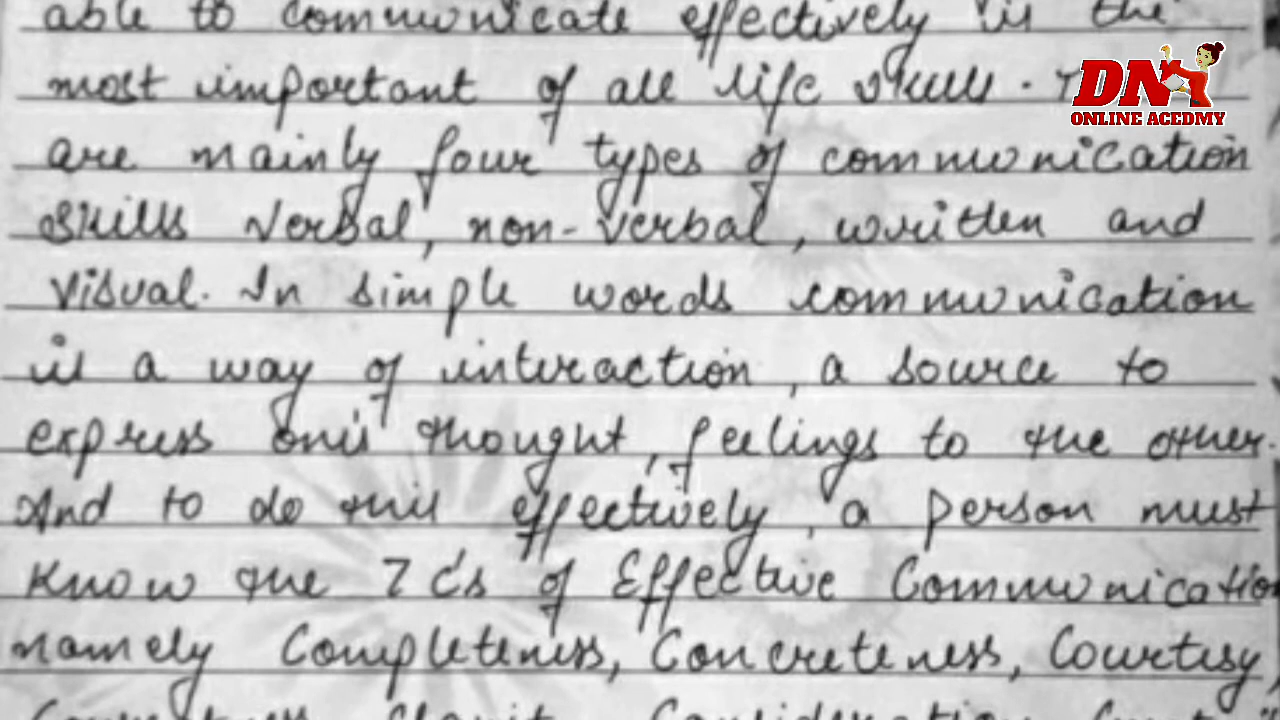 able to communicate effectively is the
most important of all life skills.
are mainly four types of communication
skills verbal, non-verbal, written and
visual. In simple words communication
is a way of interaction, a source to
express one's thought, feelings to the other.
And to do this effectively, a person must
know the 7 C's of Effective Communication
namely Completeness, Concreteness, Courtesy,
DN
ONLINE ACEDMY